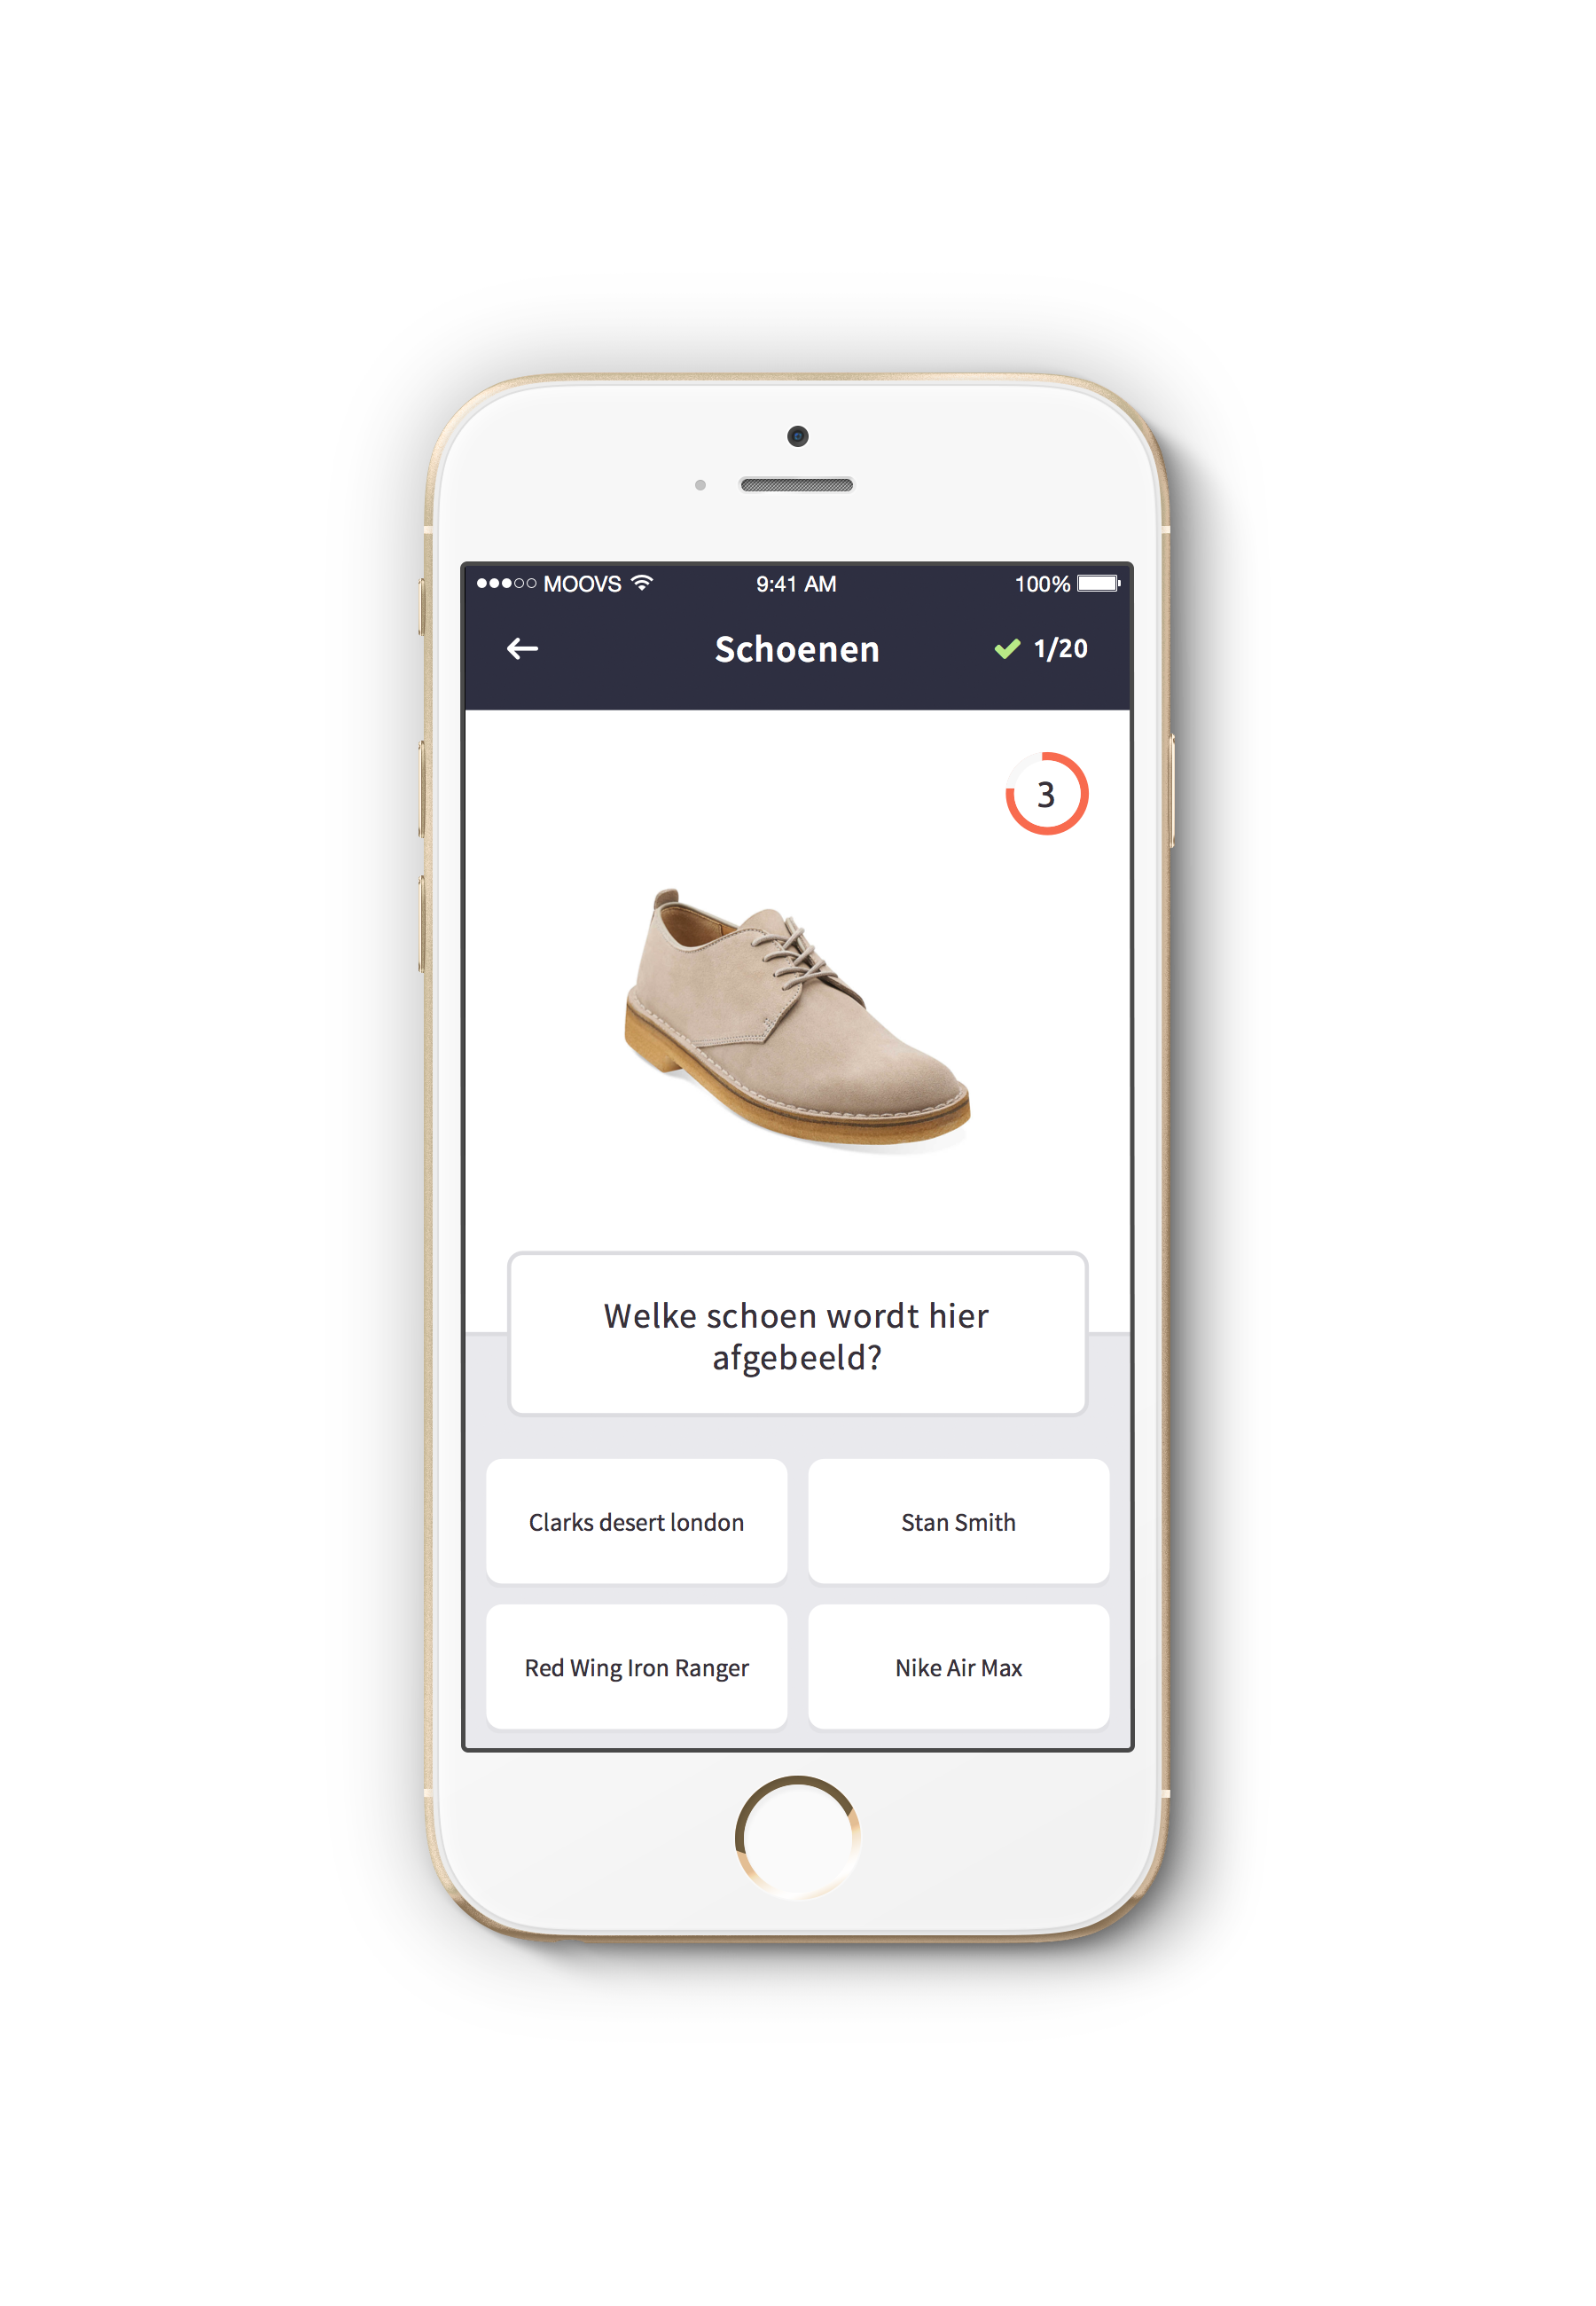 MOOVS 9:41 AM 100%
Schoenen 1/20
3
Welke schoen wordt hier
afgebeeld?
Clarks desert london Stan Smith
Red Wing Iron Ranger Nike Air Max